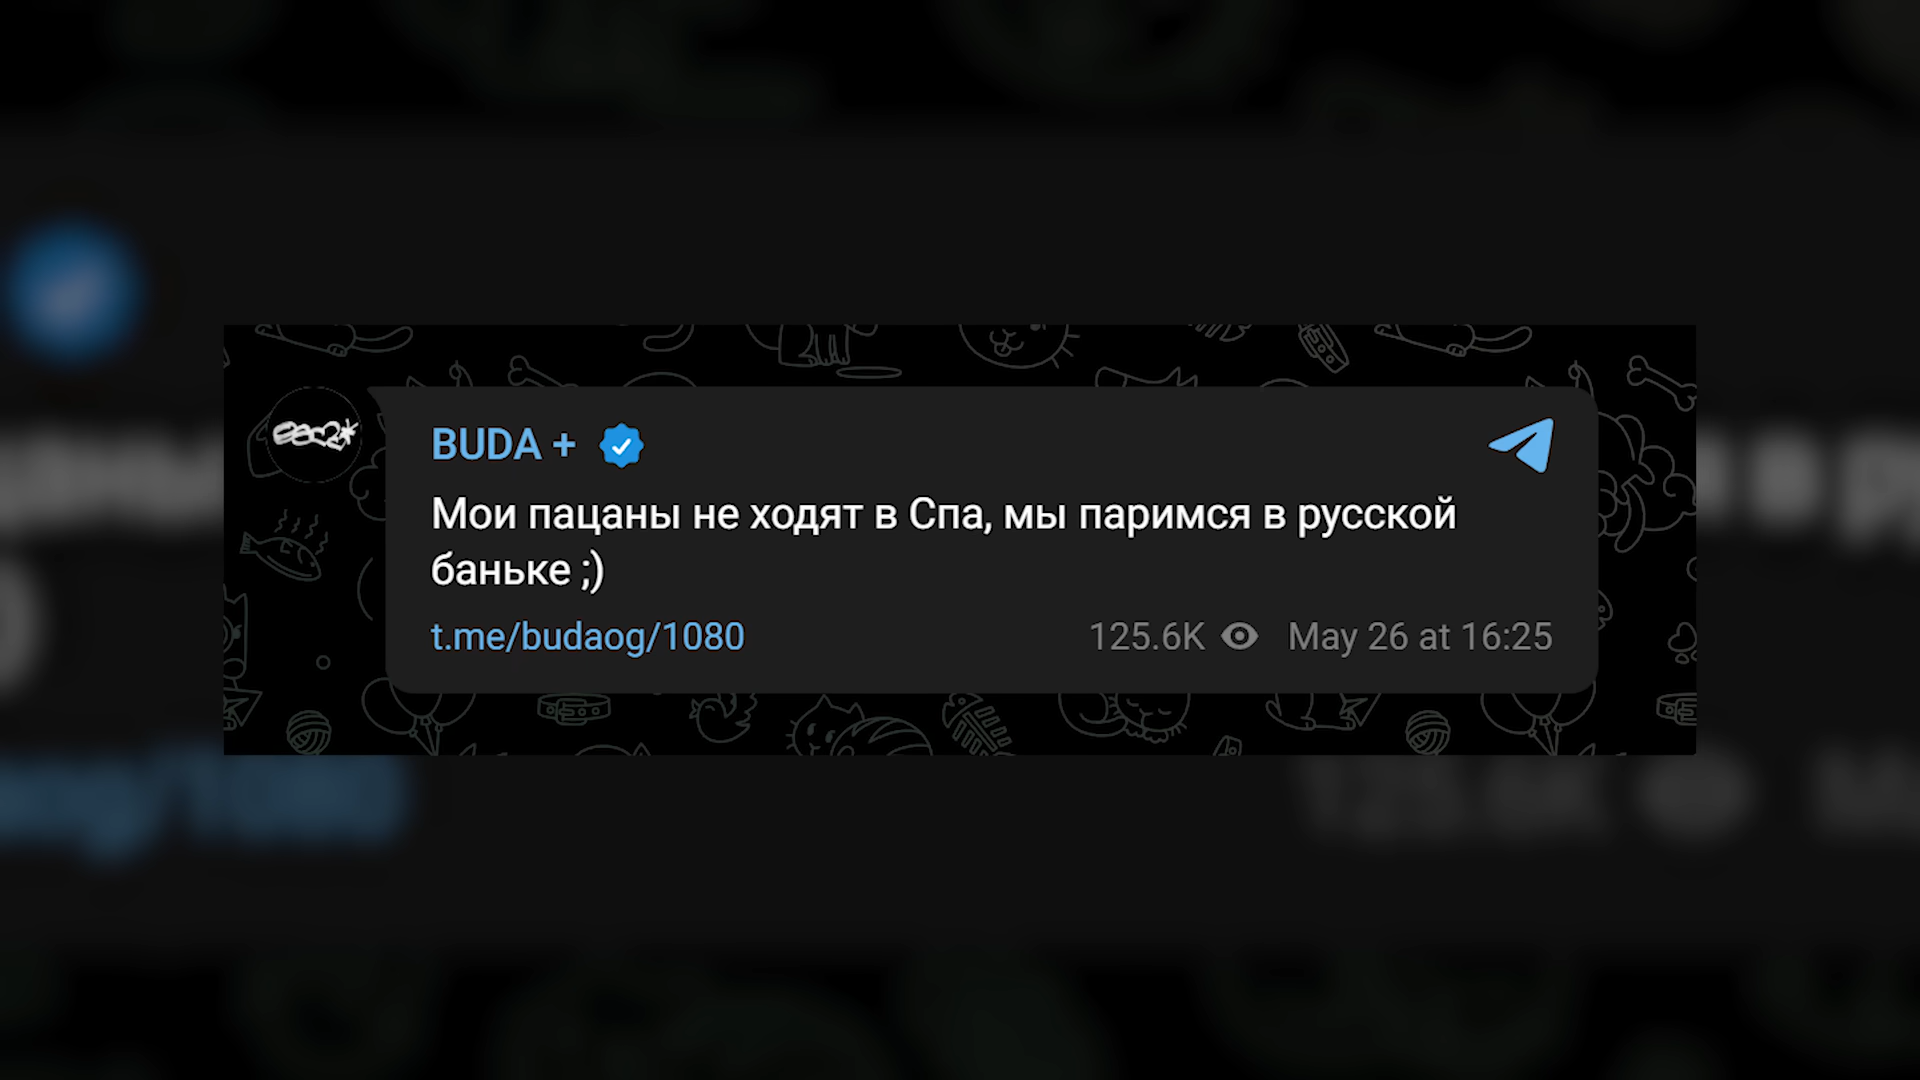 BUDA +
Мои пацаны не ходят в Спа, мы паримся в русской
баньке ;)
t.me/budaog/1080
125.6K May 26 at 16:25